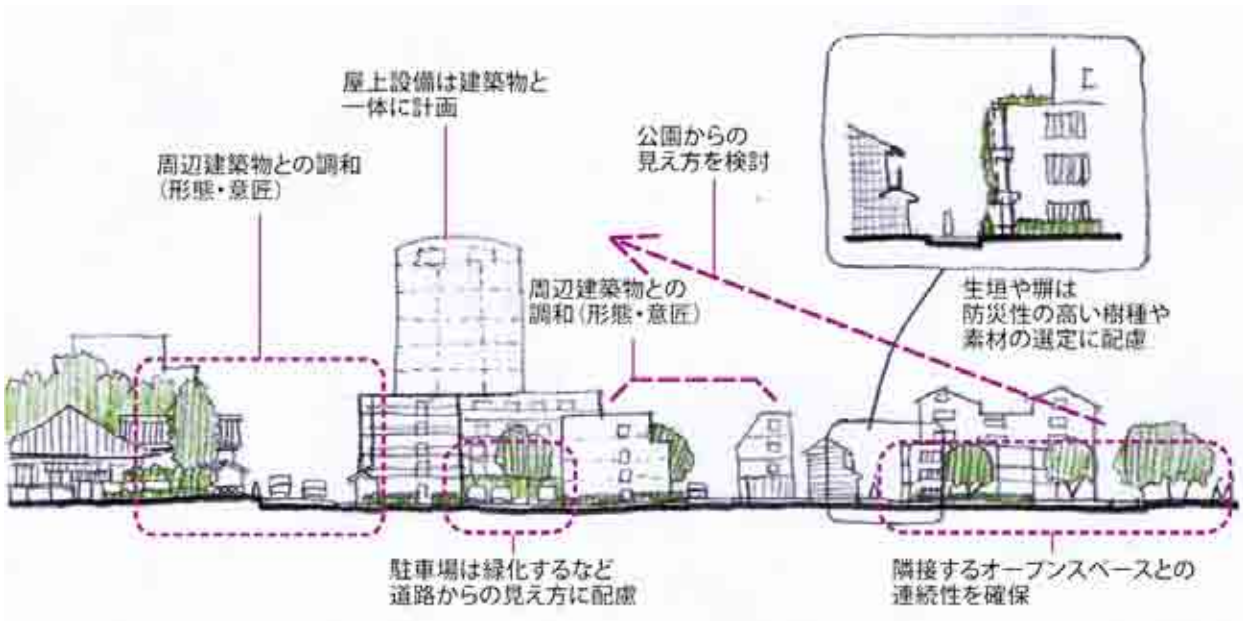 屋上設備は建築物と
一体に計画
周辺建築物との調和
（形態・意匠）
公園からの
見え方を検討
周辺建築物との
調和（形態・意匠）
生垣や塀は
防災性の高い樹種や
素材の選定に配慮
駐車場は緑化するなど
道路からの見え方に配慮
隣接するオープンスペースとの
連続性を確保